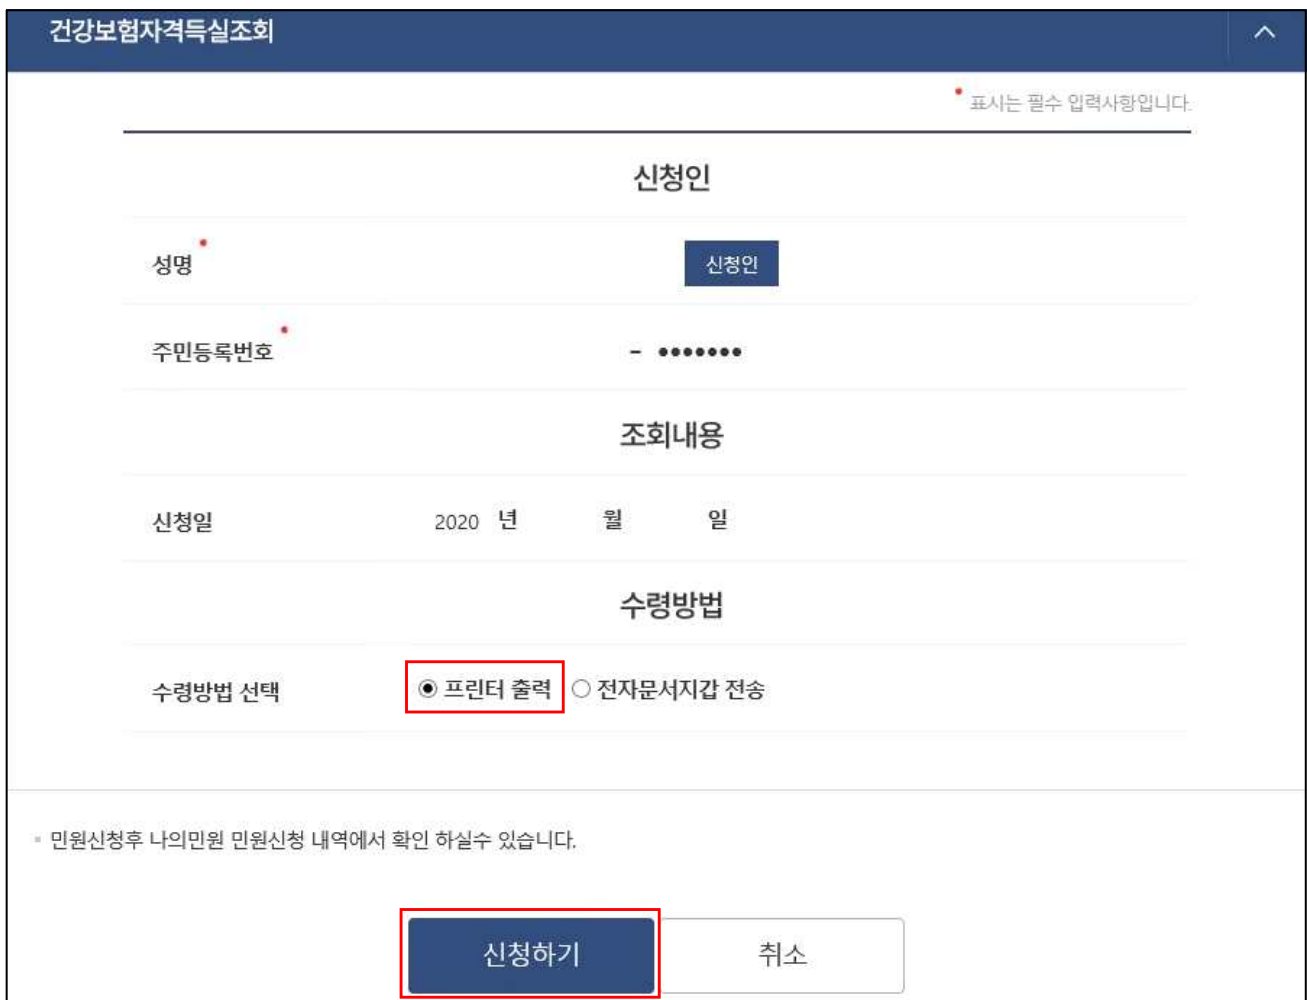 건강보험자격득실조회
* 표시는 필수 입력사항입니다.
신청인
성명 * 신청인
주민등록번호 * - •••••••
조회내용
신청일 2020 년 월 일
수령방법
수령방법 선택 프린터 출력 전자문서지갑 전송
민원신청후 나의민원 민원신청 내역에서 확인 하실수 있습니다.
신청하기 취소